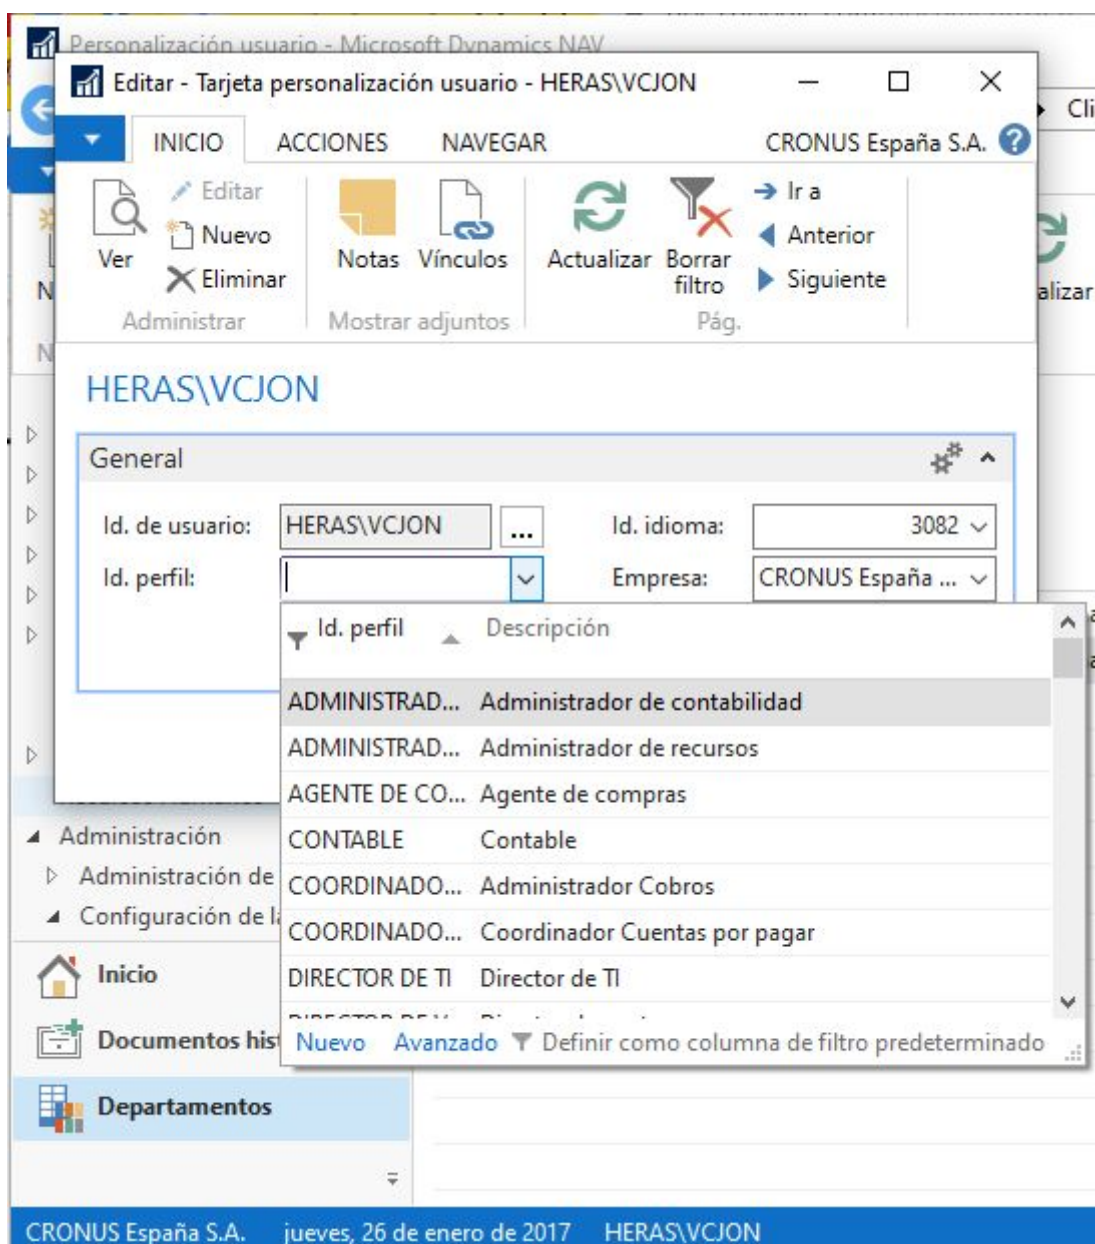 Personalización usuario - Microsoft Dynamics NAV
Editar - Tarjeta personalización usuario - HERAS\VCJON
Cli
INICIO ACCIONES NAVEGAR CRONUS España S.A.
Ver
Editar
Nuevo
Eliminar
Administrar
Notas Vínculos
Mostrar adjuntos
Actualizar
Borrar filtro
Ir a
Anterior
Siguiente
Pág.
N
N
alizar
HERAS\VCJON
General
Id. de usuario: HERAS\VCJON ... Id. idioma: 3082
Id. perfil: Empresa: CRONUS España ...
Id. perfil Descripción
ADMINISTRAD... Administrador de contabilidad
ADMINISTRAD... Administrador de recursos
AGENTE DE CO... Agente de compras
CONTABLE Contable
COORDINADO... Administrador Cobros
COORDINADO... Coordinador Cuentas por pagar
DIRECTOR DE TI Director de TI
Nuevo Avanzado Definir como columna de filtro predeterminado
Administración
Administración de
Configuración de la
Inicio
Documentos hist
Departamentos
CRONUS España S.A. jueves, 26 de enero de 2017 HERAS\VCJON